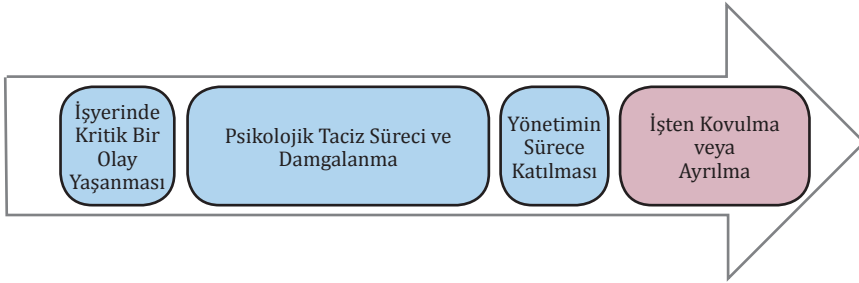 İşyerinde
Kritik Bir
Olay
Yaşanması
Psikolojik Taciz Süreci ve
Damgalanma
Yönetimin
Sürece
Katılması
İşten Kovulma
veya
Ayrılma